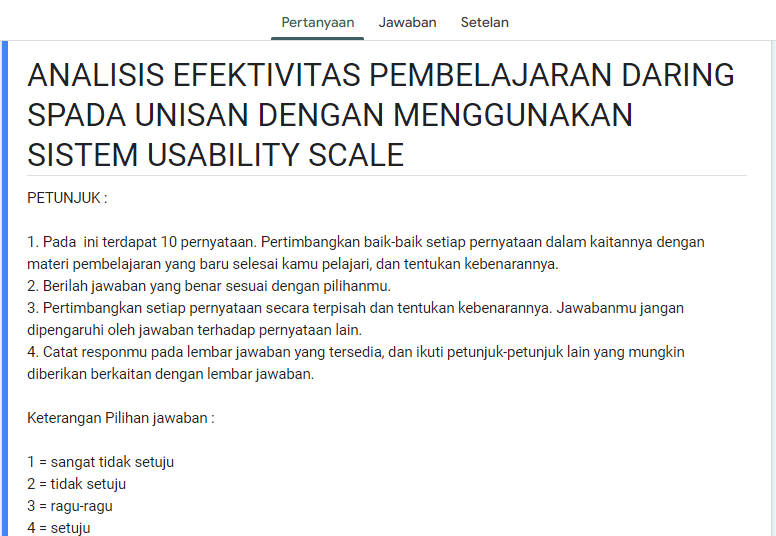 Pertanyaan Jawaban Setelan
ANALISIS EFEKTIVITAS PEMBELAJARAN DARING
SPADA UNISAN DENGAN MENGGUNAKAN
SISTEM USABILITY SCALE
PETUNJUK :
1. Pada  ini terdapat 10 pernyataan. Pertimbangkan baik-baik setiap pernyataan dalam kaitannya dengan
materi pembelajaran yang baru selesai kamu pelajari, dan tentukan kebenarannya.
2. Berilah jawaban yang benar sesuai dengan pilihanmu.
3. Pertimbangkan setiap pernyataan secara terpisah dan tentukan kebenarannya. Jawabanmu jangan
dipengaruhi oleh jawaban terhadap pernyataan lain.
4. Catat responmu pada lembar jawaban yang tersedia, dan ikuti petunjuk-petunjuk lain yang mungkin
diberikan berkaitan dengan lembar jawaban.
Keterangan Pilihan jawaban :
1 = sangat tidak setuju
2 = tidak setuju
3 = ragu-ragu
4 = setuju